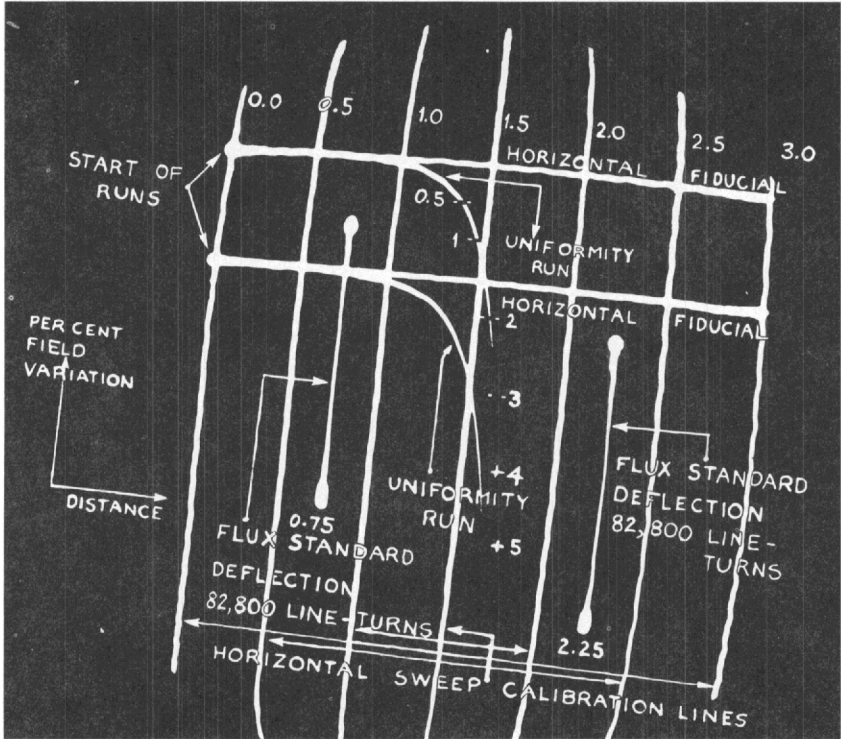 0.0
0.5
1.0
1.5
2.0
2.5
3.0
START OF
RUNS
HORIZONTAL FIDUCIAL
0.5
1
UNIFORMITY
RUN
HORIZONTAL FIDUCIAL
2
PER CENT
FIELD
VARIATION
3
+4
+5
DISTANCE
0.75
FLUX STANDARD
DEFLECTION
82,800 LINE-TURNS
UNIFORMITY
RUN
FLUX STANDARD
DEFLECTION
82,800 LINE-
TURNS
2.25
HORIZONTAL SWEEP CALIBRATION LINES